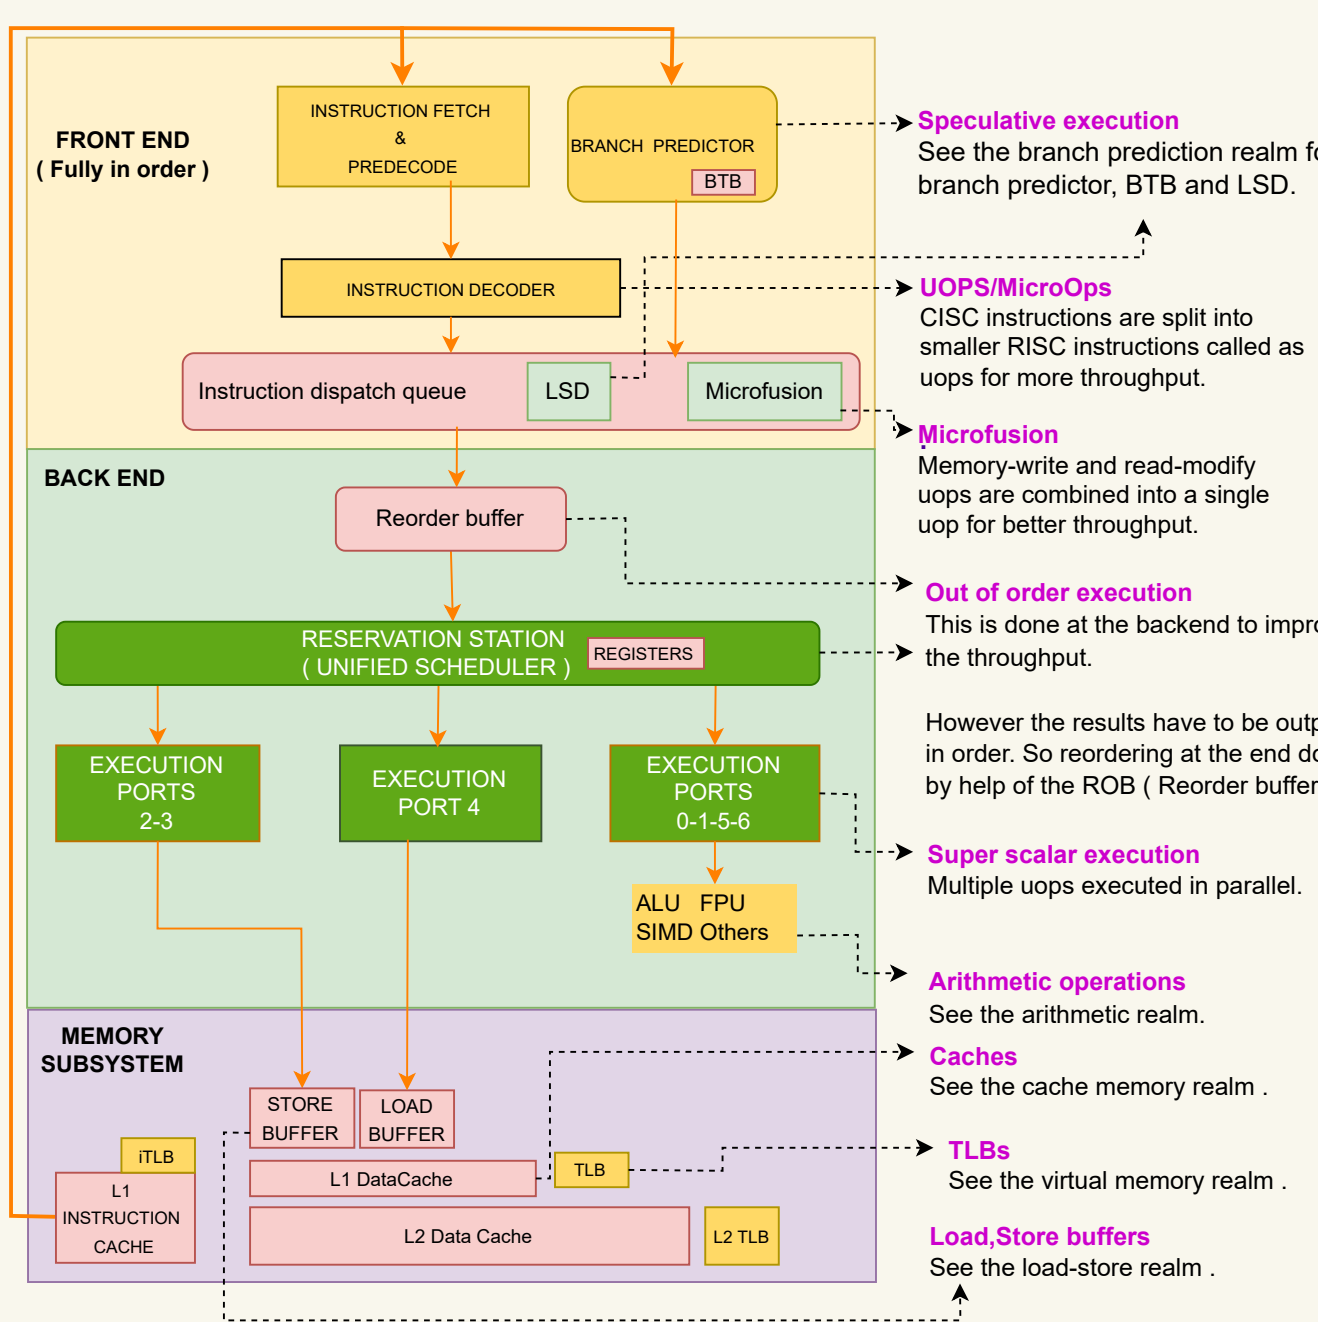 FRONT END
( Fully in order )
INSTRUCTION FETCH
&
PREDECODE
BRANCH PREDICTOR
BTB
INSTRUCTION DECODER
Instruction dispatch queue
LSD
Microfusion
Speculative execution
See the branch prediction realm
branch predictor, BTB and LSD.
UOPS/MicroOps
CISC instructions are split into
smaller RISC instructions called as
uops for more throughput.
Microfusion
Memory-write and read-modify
uops are combined into a single
uop for better throughput.
BACK END
Reorder buffer
RESERVATION STATION
( UNIFIED SCHEDULER )
REGISTERS
EXECUTION
PORTS
2-3
EXECUTION
PORT 4
EXECUTION
PORTS
0-1-5-6
ALU FPU
SIMD Others
Out of order execution
This is done at the backend to
the throughput.
However the results have to be
in order. So reordering at the end
by help of the ROB ( Reorder buffer
Super scalar execution
Multiple uops executed in parallel.
Arithmetic operations
See the arithmetic realm.
MEMORY
SUBSYSTEM
STORE
BUFFER
LOAD
BUFFER
iTLB
L1
INSTRUCTION
CACHE
L1 DataCache
TLB
L2 Data Cache
L2 TLB
Caches
See the cache memory realm .
TLBs
See the virtual memory realm .
Load,Store buffers
See the load-store realm .